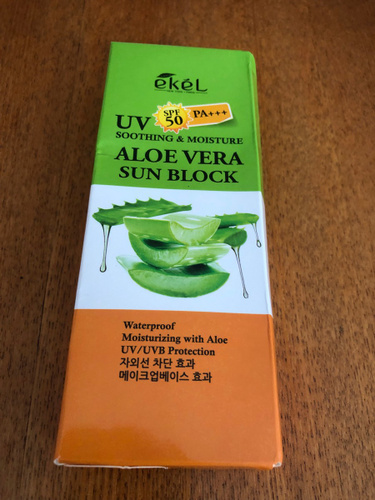 ekeL
UV SPF 50 PA+++
SOOTHING & MOISTURE
ALOE VERA
SUN BLOCK
Waterproof
Moisturizing with Aloe
UV/UVB Protection
자외선 차단 효과
메이크업베이스 효과